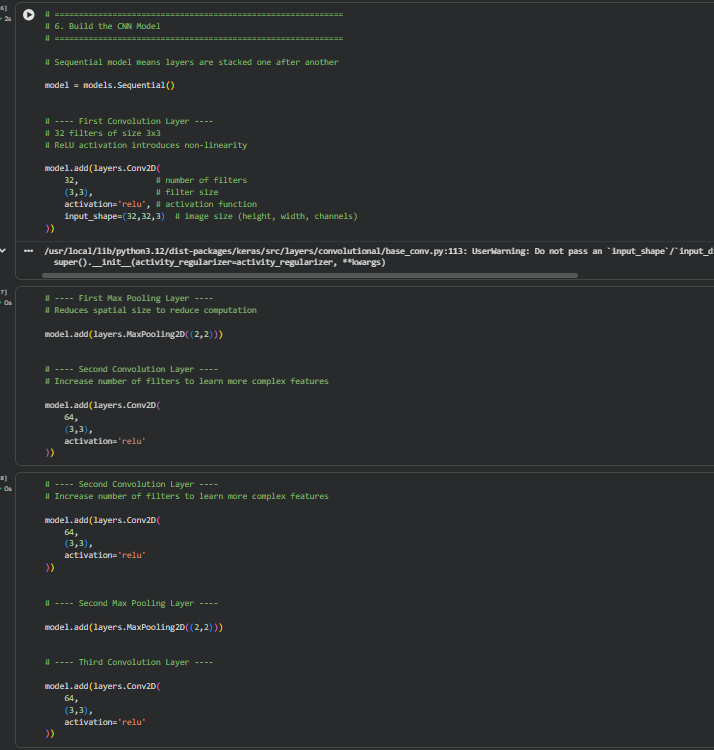 6]
2s
# ============================================================
# 6. Build the CNN Model
# ============================================================
# Sequential model means layers are stacked one after another
model = models.Sequential()
# ---- First Convolution Layer ----
# 32 filters of size 3x3
# ReLU activation introduces non-linearity
model.add(layers.Conv2D(
    32,                # number of filters
    (3,3),             # filter size
    activation='relu', # activation function
    input_shape=(32,32,3)  # image size (height, width, channels)
))
/usr/local/lib/python3.12/dist-packages/keras/src/layers/convolutional/base_conv.py:113: UserWarning: Do not pass an `input_shape`/`input_di
  super().__init__(activity_regularizer=activity_regularizer, **kwargs)
7]
0s
# ---- First Max Pooling Layer ----
# Reduces spatial size to reduce computation
model.add(layers.MaxPooling2D((2,2)))
# ---- Second Convolution Layer ----
# Increase number of filters to learn more complex features
model.add(layers.Conv2D(
    64,
    (3,3),
    activation='relu'
))
8]
0s
# ---- Second Convolution Layer ----
# Increase number of filters to learn more complex features
model.add(layers.Conv2D(
    64,
    (3,3),
    activation='relu'
))
# ---- Second Max Pooling Layer ----
model.add(layers.MaxPooling2D((2,2)))
# ---- Third Convolution Layer ----
model.add(layers.Conv2D(
    64,
    (3,3),
    activation='relu'
))